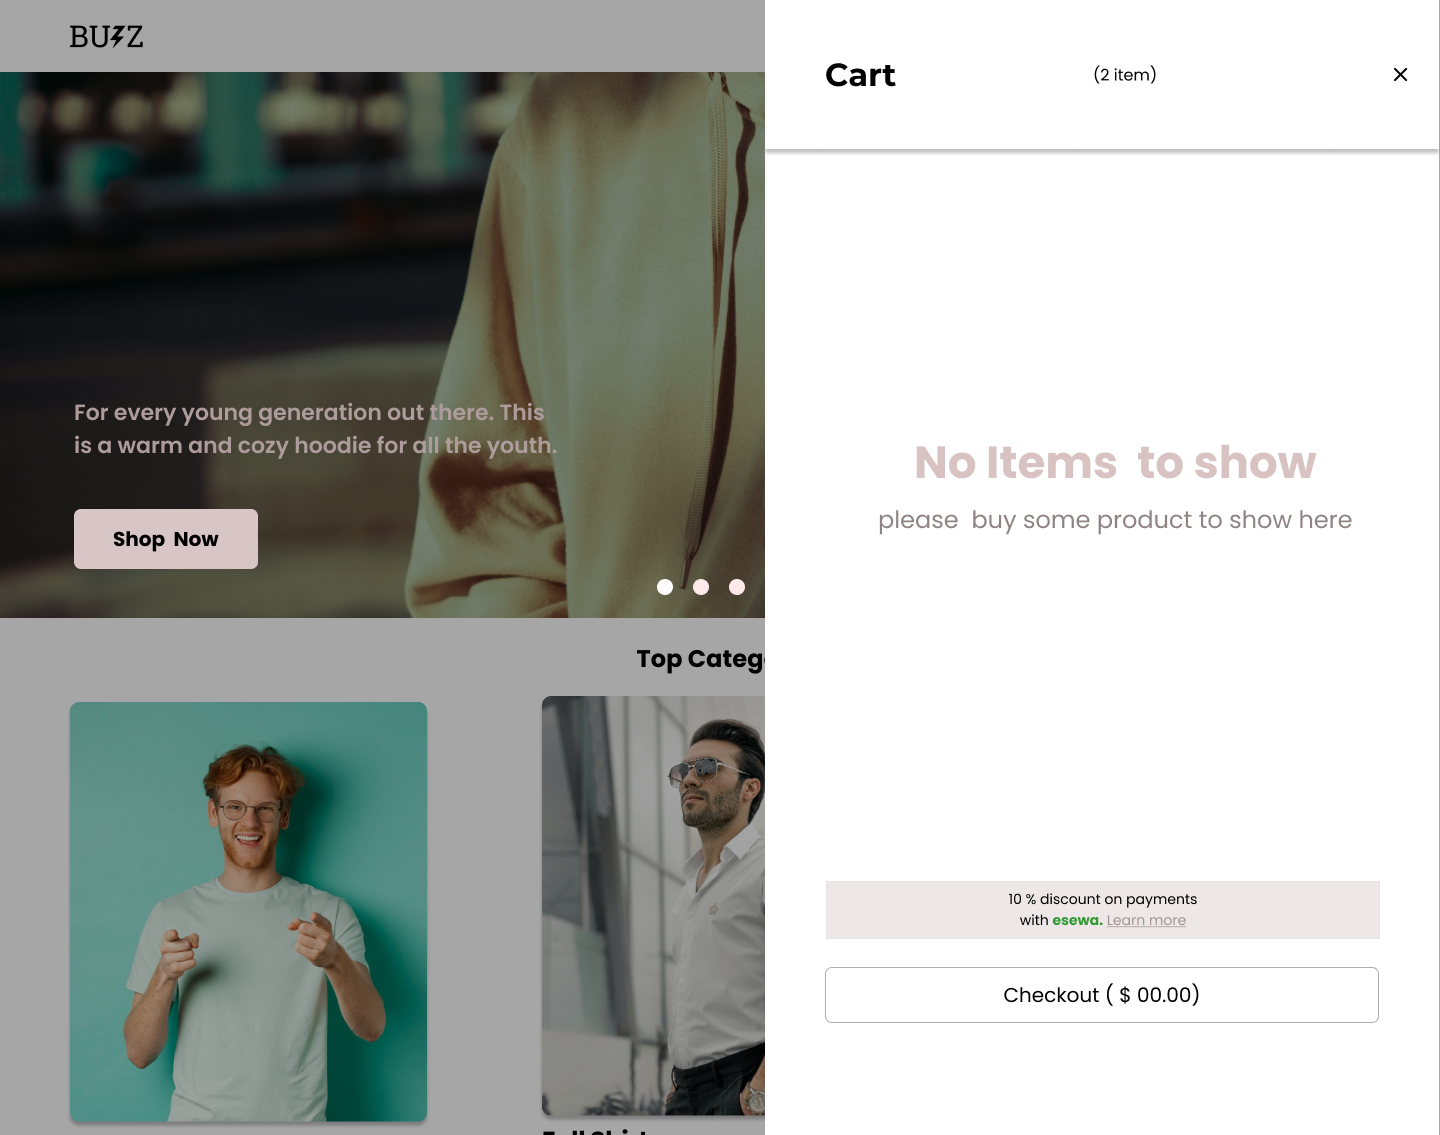 BUZZ
Cart
(2 item)
For every young generation out there. This
is a warm and cozy hoodie for all the youth.
Shop Now
No Items to show
please buy some product to show here
Top Categ
10 % discount on payments
with esewa. Learn more
Checkout ( $ 00.00)